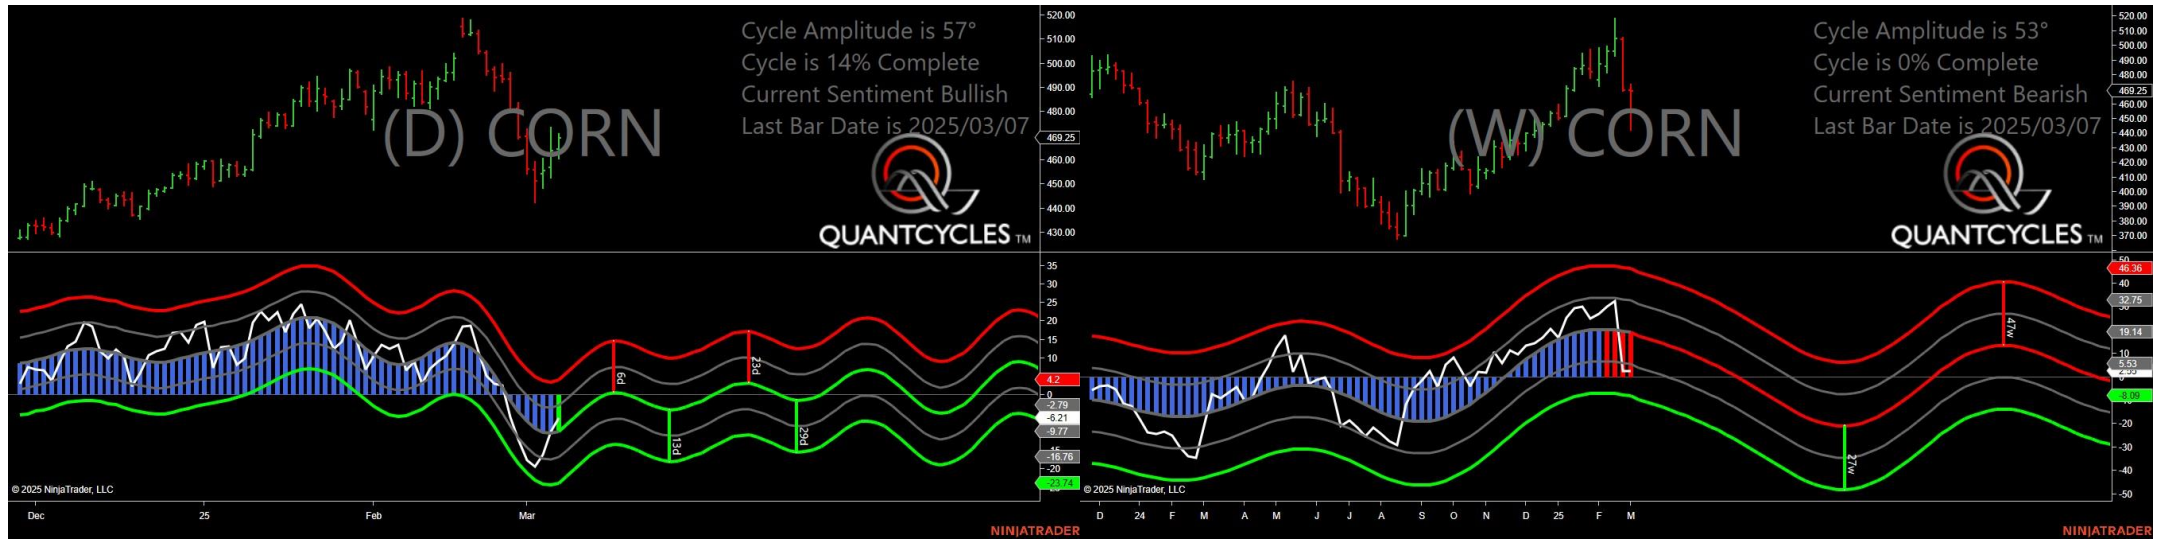 Cycle Amplitude is 57°
Cycle is 14% Complete
Current Sentiment Bullish
Last Bar Date is 2025/03/07
(D) CORN
QUANTCYCLES TM
520.00
510.00
500.00
490.00
480.00
469.25
460.00
450.00
440.00
430.00
35
30
25
20
15
10
4.2
0
-2.79
-6.21
-9.77
-16.76
-20
-23.74
6d
13d
23d
29d
© 2025 NinjaTrader, LLC
Dec 25 Feb Mar
NINJATRADER
Cycle Amplitude is 53°
Cycle is 0% Complete
Current Sentiment Bearish
Last Bar Date is 2025/03/07
(W) CORN
QUANTCYCLES TM
520.00
510.00
500.00
490.00
480.00
469.25
460.00
450.00
440.00
430.00
420.00
410.00
400.00
390.00
380.00
370.00
50
46.36
40
32.75
19.14
10
5.53
-8.09
-20
-30
-40
-50
27w
47w
© 2025 NinjaTrader, LLC
D 24 F M A M J J A S O N D 25 F M
NINJATRADER